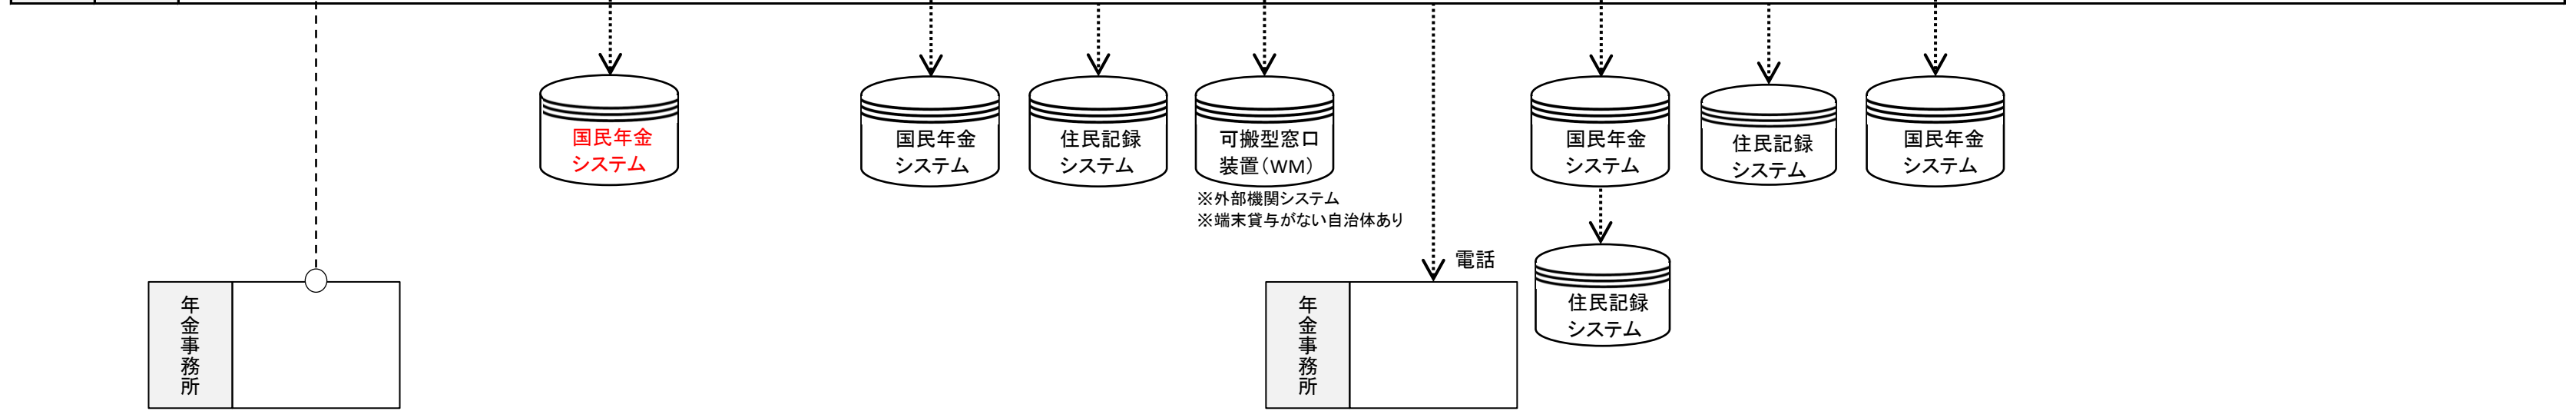 国民年金
システム
国民年金
システム
住民記録
システム
可搬型窓口
装置（WM）
※外部機関システム
※端末貸与がない自治体あり
国民年金
システム
住民記録
システム
国民年金
システム
電話
住民記録
システム
年金事務所
年金事務所